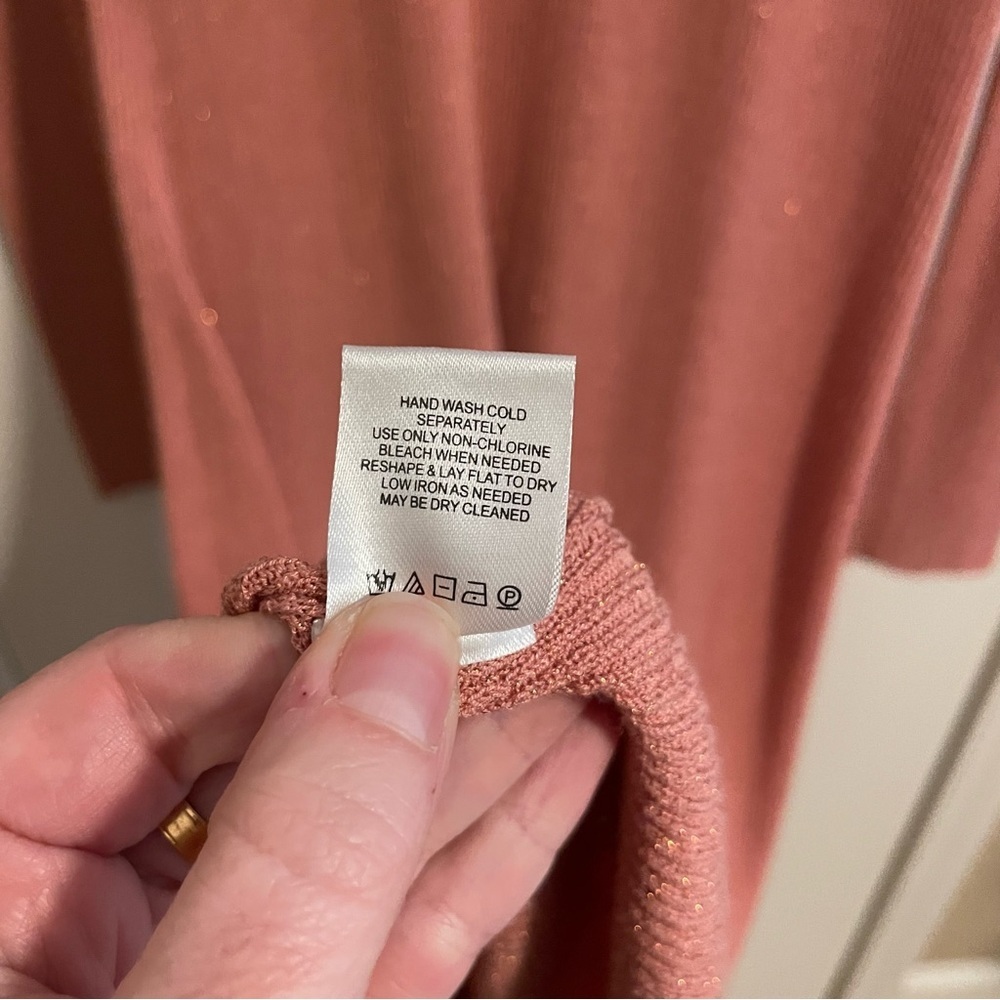 HAND WASH COLD
SEPARATELY
USE ONLY NON-CHLORINE
BLEACH WHEN NEEDED
RESHAPE & LAY FLAT TO DRY
LOW IRON AS NEEDED
MAY BE DRY CLEANED
P